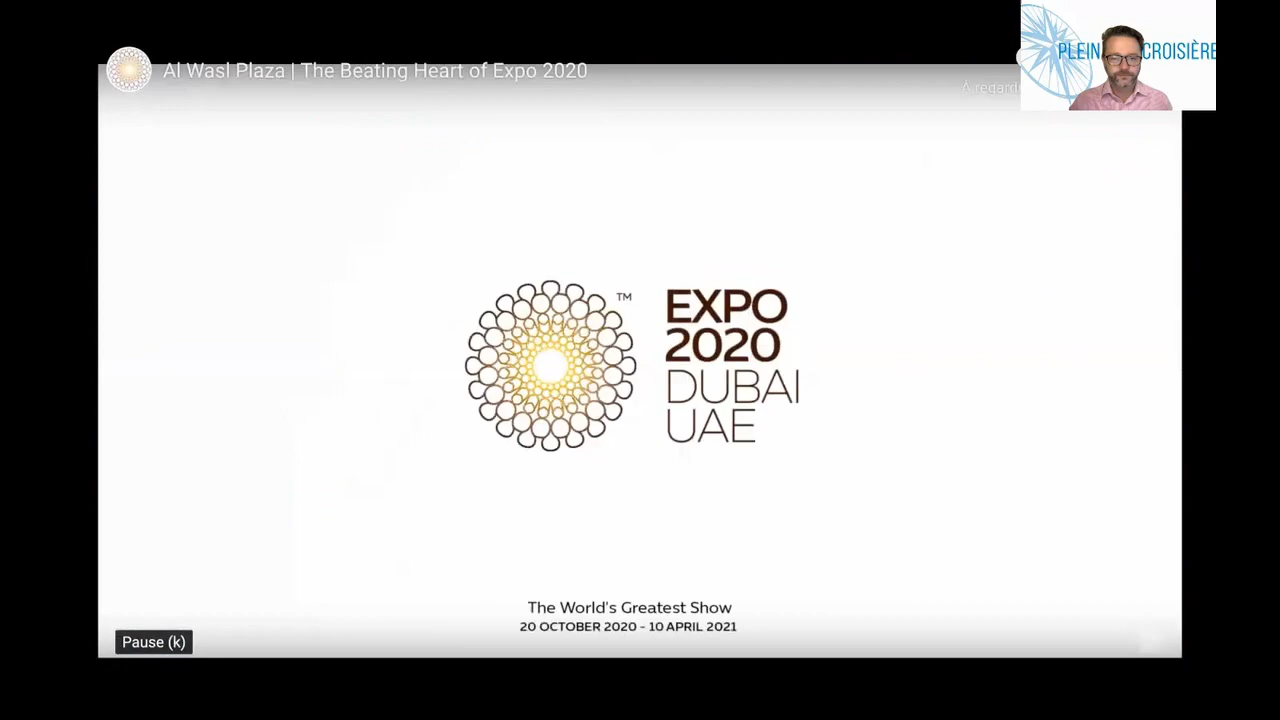 Al Wasl Plaza | The Beating Heart of Expo 2020
À regard
PLEIN CROISIÈRE
TM
EXPO
2020
DUBAI
UAE
The World's Greatest Show
20 OCTOBER 2020 - 10 APRIL 2021
Pause (k)